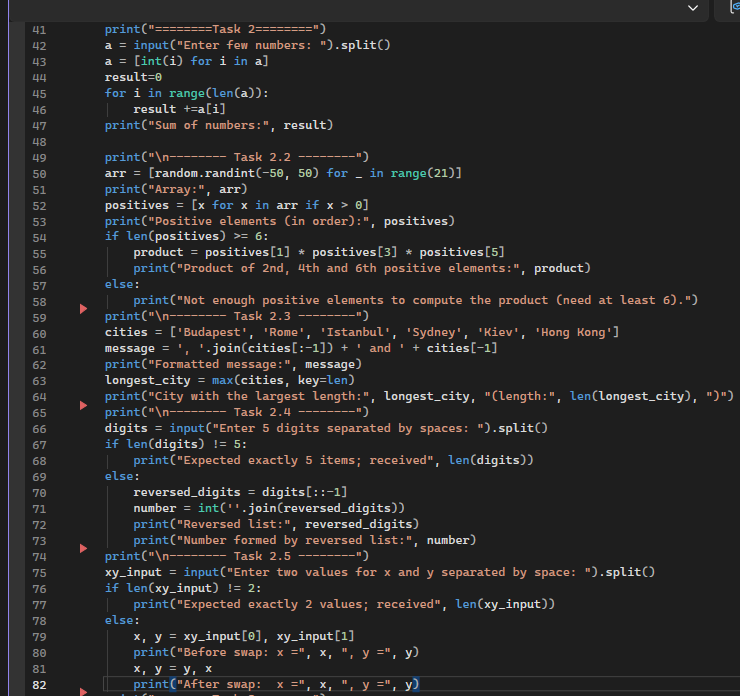 41 print("========Task 2========")
42 a = input("Enter few numbers: ").split()
43 a = [int(i) for i in a]
44 result=0
45 for i in range(len(a)):
46     result +=a[i]
47 print("Sum of numbers:", result)
48
49 print("\n-------- Task 2.2 --------")
50 arr = [random.randint(-50, 50) for _ in range(21)]
51 print("Array:", arr)
52 positives = [x for x in arr if x > 0]
53 print("Positive elements (in order):", positives)
54 if len(positives) >= 6:
55     product = positives[1] * positives[3] * positives[5]
56     print("Product of 2nd, 4th and 6th positive elements:", product)
57 else:
58     print("Not enough positive elements to compute the product (need at least 6).")
59 print("\n-------- Task 2.3 --------")
60 cities = ['Budapest', 'Rome', 'Istanbul', 'Sydney', 'Kiev', 'Hong Kong']
61 message = ', '.join(cities[:-1]) + ' and ' + cities[-1]
62 print("Formatted message:", message)
63 longest_city = max(cities, key=len)
64 print("City with the largest length:", longest_city, "(length:", len(longest_city), ")")
65 print("\n-------- Task 2.4 --------")
66 digits = input("Enter 5 digits separated by spaces: ").split()
67 if len(digits) != 5:
68     print("Expected exactly 5 items; received", len(digits))
69 else:
70     reversed_digits = digits[::-1]
71     number = int(''.join(reversed_digits))
72     print("Reversed list:", reversed_digits)
73     print("Number formed by reversed list:", number)
74 print("\n-------- Task 2.5 --------")
75 xy_input = input("Enter two values for x and y separated by space: ").split()
76 if len(xy_input) != 2:
77     print("Expected exactly 2 values; received", len(xy_input))
78 else:
79     x, y = xy_input[0], xy_input[1]
80     print("Before swap: x =", x, ", y =", y)
81     x, y = y, x
82     print("After swap:  x =", x, ", y =", y)